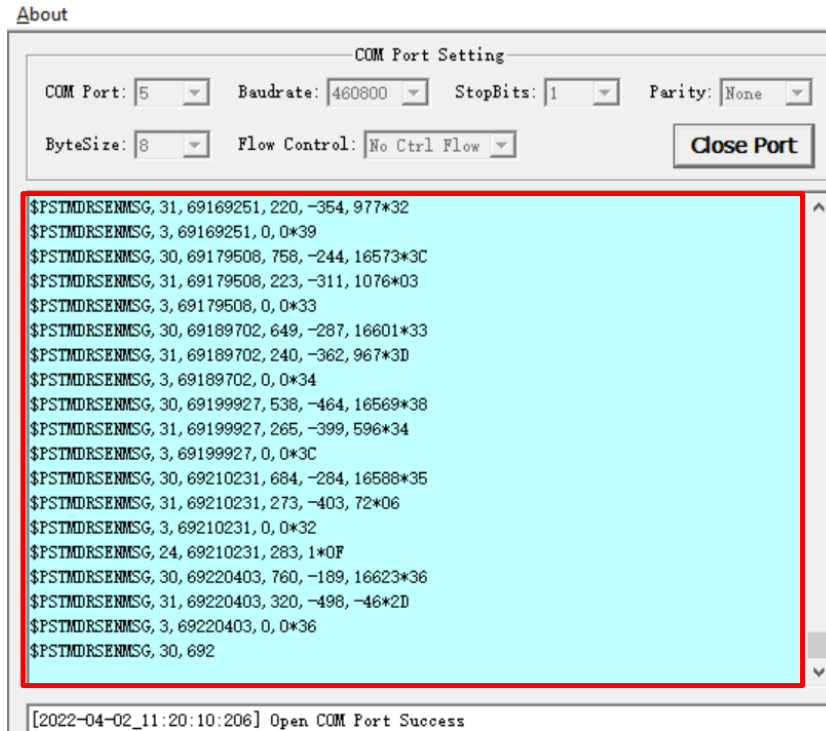 About
COM Port Setting
COM Port: 5 Baudrate: 460800 StopBits: 1 Parity: None
ByteSize: 8 Flow Control: No Ctrl Flow Close Port
$PSTMDRSENMSG, 31, 69169251, 220, -354, 977*32
$PSTMDRSENMSG, 3, 69169251, 0, 0*39
$PSTMDRSENMSG, 30, 69179508, 758, -244, 16573*3C
$PSTMDRSENMSG, 31, 69179508, 223, -311, 1076*03
$PSTMDRSENMSG, 3, 69179508, 0, 0*33
$PSTMDRSENMSG, 30, 69189702, 649, -287, 16601*33
$PSTMDRSENMSG, 31, 69189702, 240, -362, 967*3D
$PSTMDRSENMSG, 3, 69189702, 0, 0*34
$PSTMDRSENMSG, 30, 69199927, 538, -464, 16569*38
$PSTMDRSENMSG, 31, 69199927, 265, -399, 596*34
$PSTMDRSENMSG, 3, 69199927, 0, 0*3C
$PSTMDRSENMSG, 30, 69210231, 684, -284, 16588*35
$PSTMDRSENMSG, 31, 69210231, 273, -403, 72*06
$PSTMDRSENMSG, 3, 69210231, 0, 0*32
$PSTMDRSENMSG, 24, 69210231, 283, 1*0F
$PSTMDRSENMSG, 30, 69220403, 760, -189, 16623*36
$PSTMDRSENMSG, 31, 69220403, 320, -498, -46*2D
$PSTMDRSENMSG, 3, 69220403, 0, 0*36
$PSTMDRSENMSG, 30, 692
[2022-04-02_11:20:10:206] Open COM Port Success